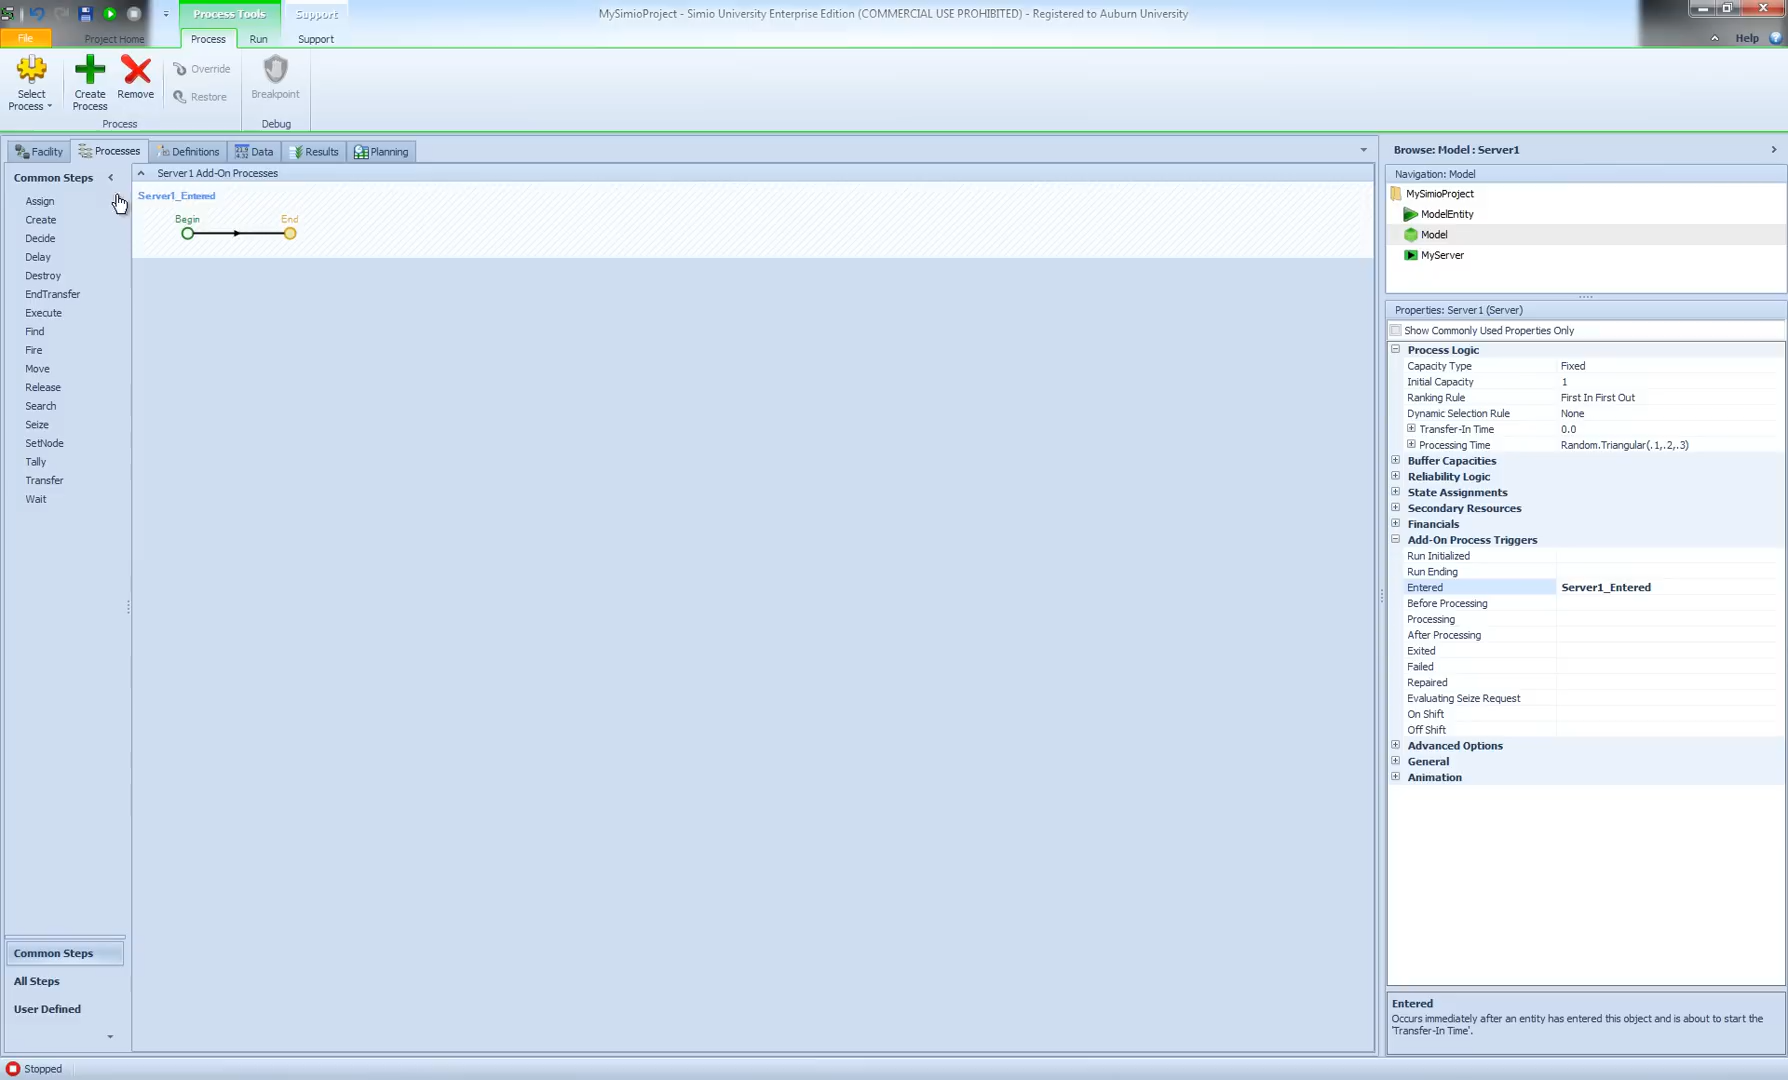 Process Tools
Support
MySimioProject - Simio University Enterprise Edition (COMMERCIAL USE PROHIBITED) - Registered to Auburn University
File
Project Home
Process
Run
Support
Help
Select
Process
Create
Process
Remove
Override
Restore
Breakpoint
Process
Debug
Facility
Processes
Definitions
Data
Results
Planning
Browse: Model : Server1
Common Steps
Assign
Create
Decide
Delay
Destroy
EndTransfer
Execute
Find
Fire
Move
Release
Search
Seize
SetNode
Tally
Transfer
Wait
Common Steps
All Steps
User Defined
Server1 Add-On Processes
Server1_Entered
Begin
End
Navigation: Model
MySimioProject
ModelEntity
Model
MyServer
Properties: Server1 (Server)
Show Commonly Used Properties Only
Process Logic
Capacity Type Fixed
Initial Capacity 1
Ranking Rule First In First Out
Dynamic Selection Rule None
Transfer-In Time 0.0
Processing Time Random.Triangular(.1,.2,.3)
Buffer Capacities
Reliability Logic
State Assignments
Secondary Resources
Financials
Add-On Process Triggers
Run Initialized
Run Ending
Entered Server1_Entered
Before Processing
Processing
After Processing
Exited
Failed
Repaired
Evaluating Seize Request
On Shift
Off Shift
Advanced Options
General
Animation
Entered
Occurs immediately after an entity has entered this object and is about to start the
'Transfer-In Time'.
Stopped